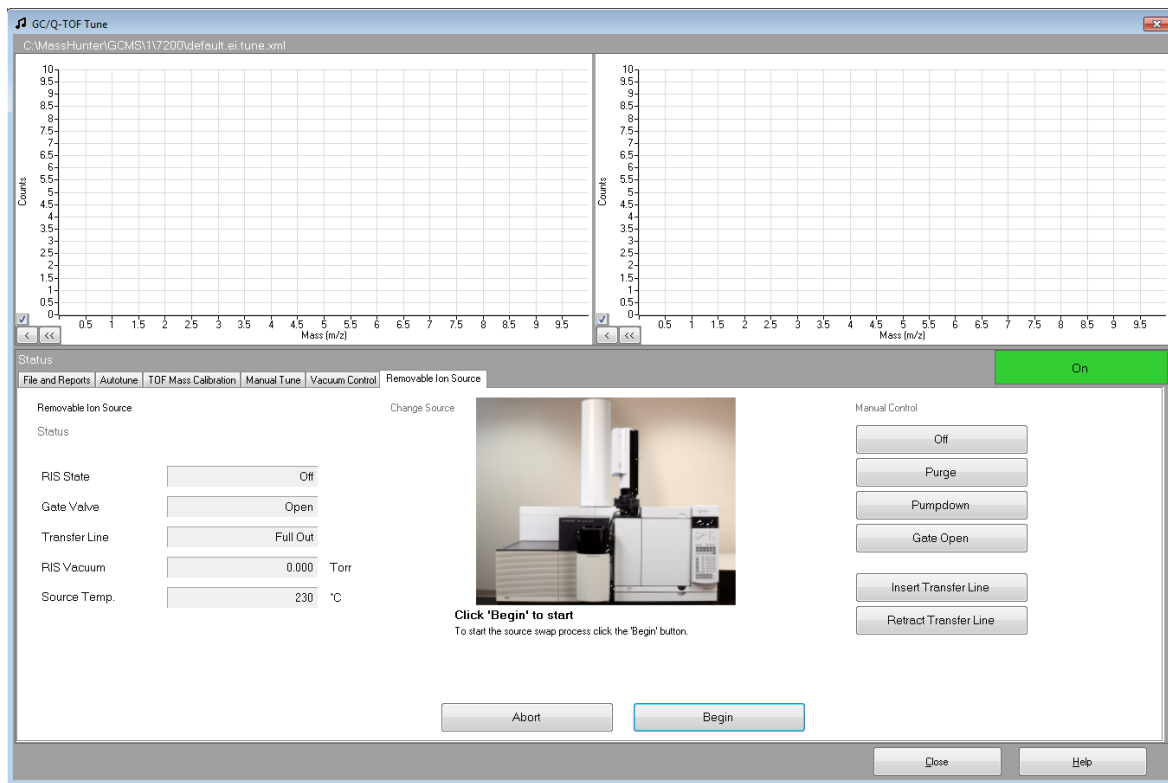 GC/Q-TOF Tune
C:\MassHunter\GCMS\1\7200\default.ei.tune.xml
10
9.5
9
8.5
8
7.5
7
6.5
6
5.5
5
4.5
4
3.5
3
2.5
2
1.5
1
0.5
0
Counts
0.5 1 1.5 2 2.5 3 3.5 4 4.5 5 5.5 6 6.5 7 7.5 8 8.5 9 9.5
< << Mass (m/z)
10
9.5
9
8.5
8
7.5
7
6.5
6
5.5
5
4.5
4
3.5
3
2.5
2
1.5
1
0.5
0
Counts
0.5 1 1.5 2 2.5 3 3.5 4 4.5 5 5.5 6 6.5 7 7.5 8 8.5 9 9.5
< << Mass (m/z)
Status
On
File and Reports Autotune TOF Mass Calibration Manual Tune Vacuum Control Removable Ion Source
Removable Ion Source
Status
RIS State Off
Gate Valve Open
Transfer Line Full Out
RIS Vacuum 0.000 Torr
Source Temp. 230 °C
Change Source
Click 'Begin' to start
To start the source swap process click the 'Begin' button.
Manual Control
Off
Purge
Pumpdown
Gate Open
Insert Transfer Line
Retract Transfer Line
Abort Begin
Close Help